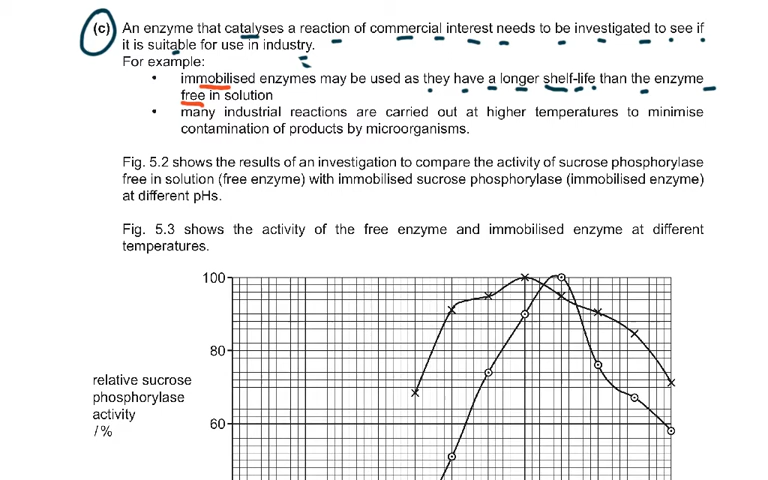 (c) An enzyme that catalyses a reaction of commercial interest needs to be investigated to see if
it is suitable for use in industry.
For example:
• immobilised enzymes may be used as they have a longer shelf-life than the enzyme
free in solution
• many industrial reactions are carried out at higher temperatures to minimise
contamination of products by microorganisms.
Fig. 5.2 shows the results of an investigation to compare the activity of sucrose phosphorylase
free in solution (free enzyme) with immobilised sucrose phosphorylase (immobilised enzyme)
at different pHs.
Fig. 5.3 shows the activity of the free enzyme and immobilised enzyme at different
temperatures.
100
80
relative sucrose
phosphorylase
activity
/ %
60